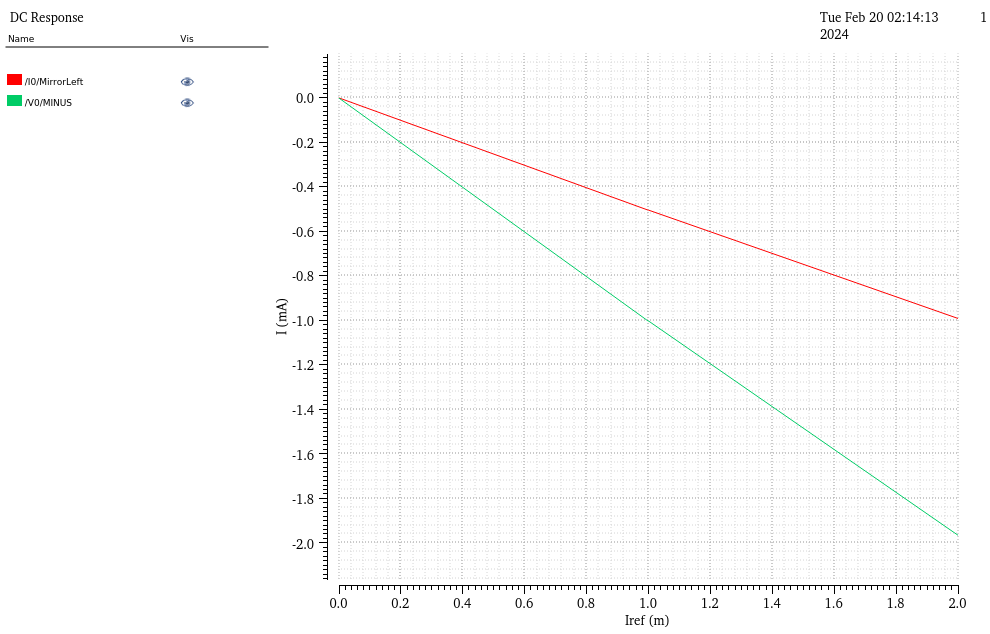 DC Response
Tue Feb 20 02:14:13 1
2024
Name Vis
/I0/MirrorLeft
/V0/MINUS
0.0
-0.2
-0.4
-0.6
-0.8
-1.0
-1.2
-1.4
-1.6
-1.8
-2.0
I (mA)
0.0 0.2 0.4 0.6 0.8 1.0 1.2 1.4 1.6 1.8 2.0
Iref (m)